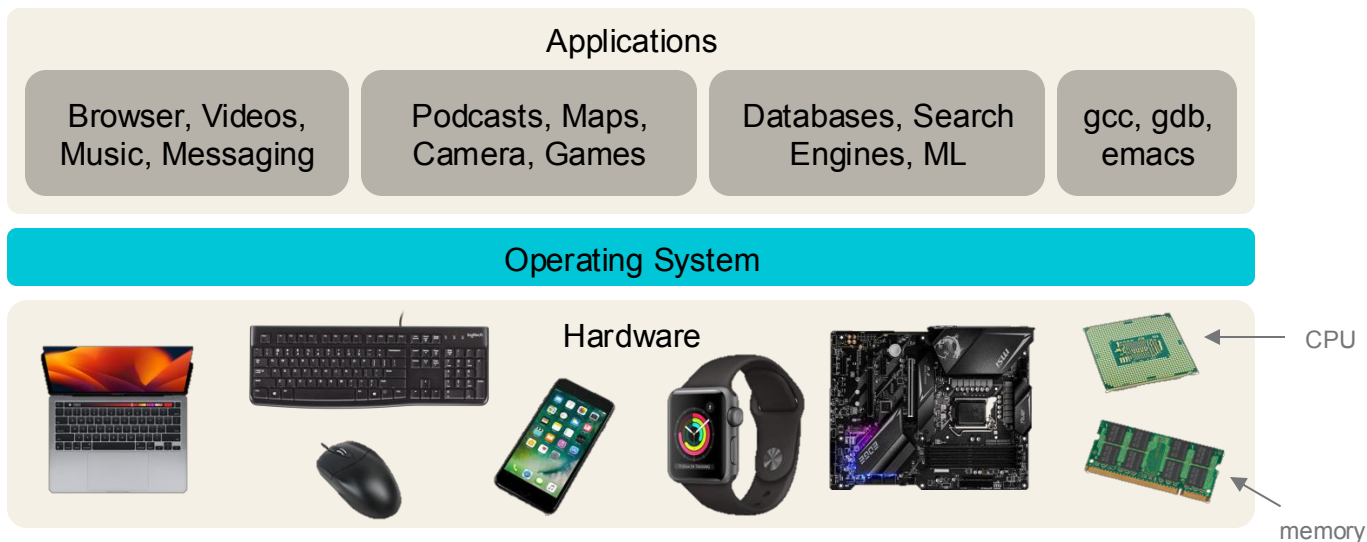 Applications
Browser, Videos,
Music, Messaging
Podcasts, Maps,
Camera, Games
Databases, Search
Engines, ML
gcc, gdb,
emacs
Operating System
Hardware
CPU
memory